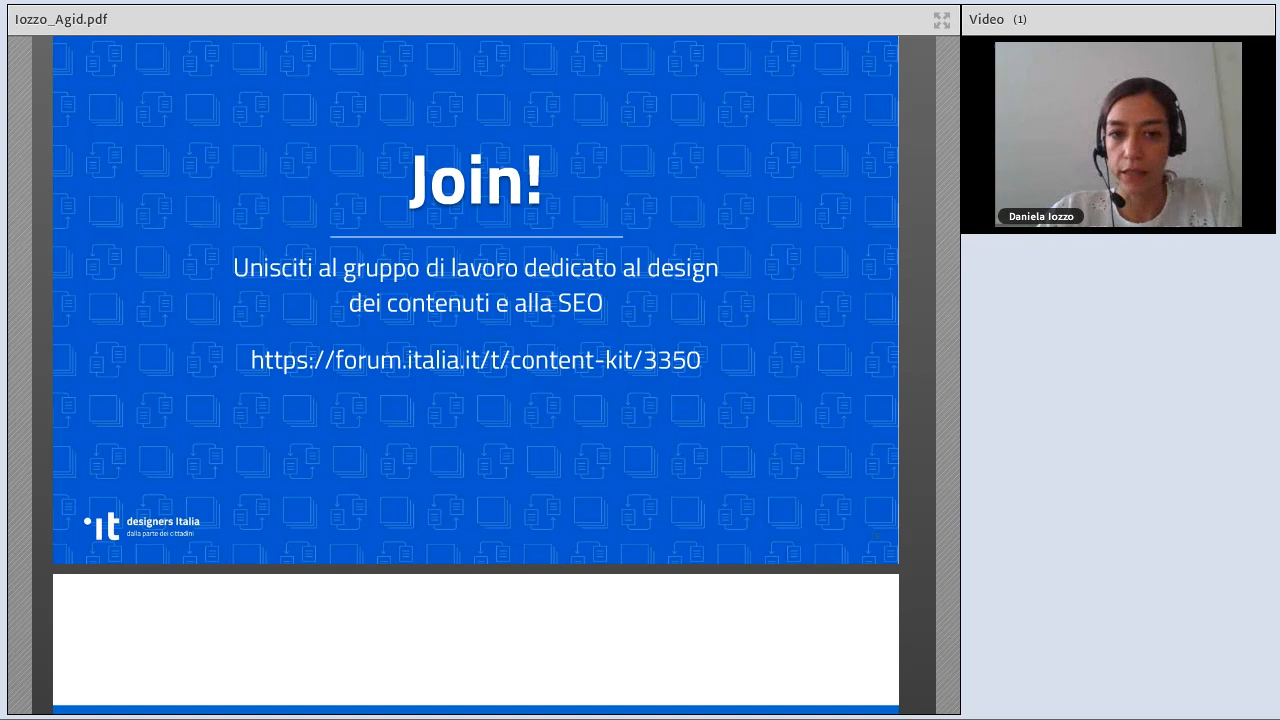 Iozzo_Agid.pdf
Video (1)
Join!
Unisciti al gruppo di lavoro dedicato al design
dei contenuti e alla SEO
https://forum.italia.it/t/content-kit/3350
designers Italia
dalla parte dei cittadini
Daniela Iozzo